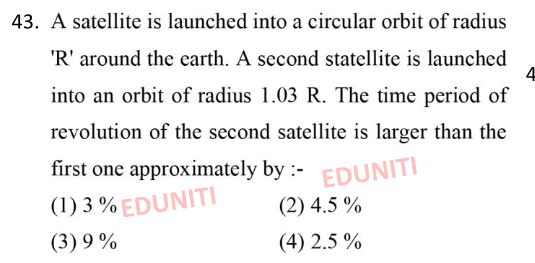 43. A satellite is launched into a circular orbit of radius
'R' around the earth. A second statellite is launched
into an orbit of radius 1.03 R. The time period of
revolution of the second satellite is larger than the
first one approximately by :-
EDUNITI
(1) 3 % EDUNITI (2) 4.5 %
(3) 9 % (4) 2.5 %
4